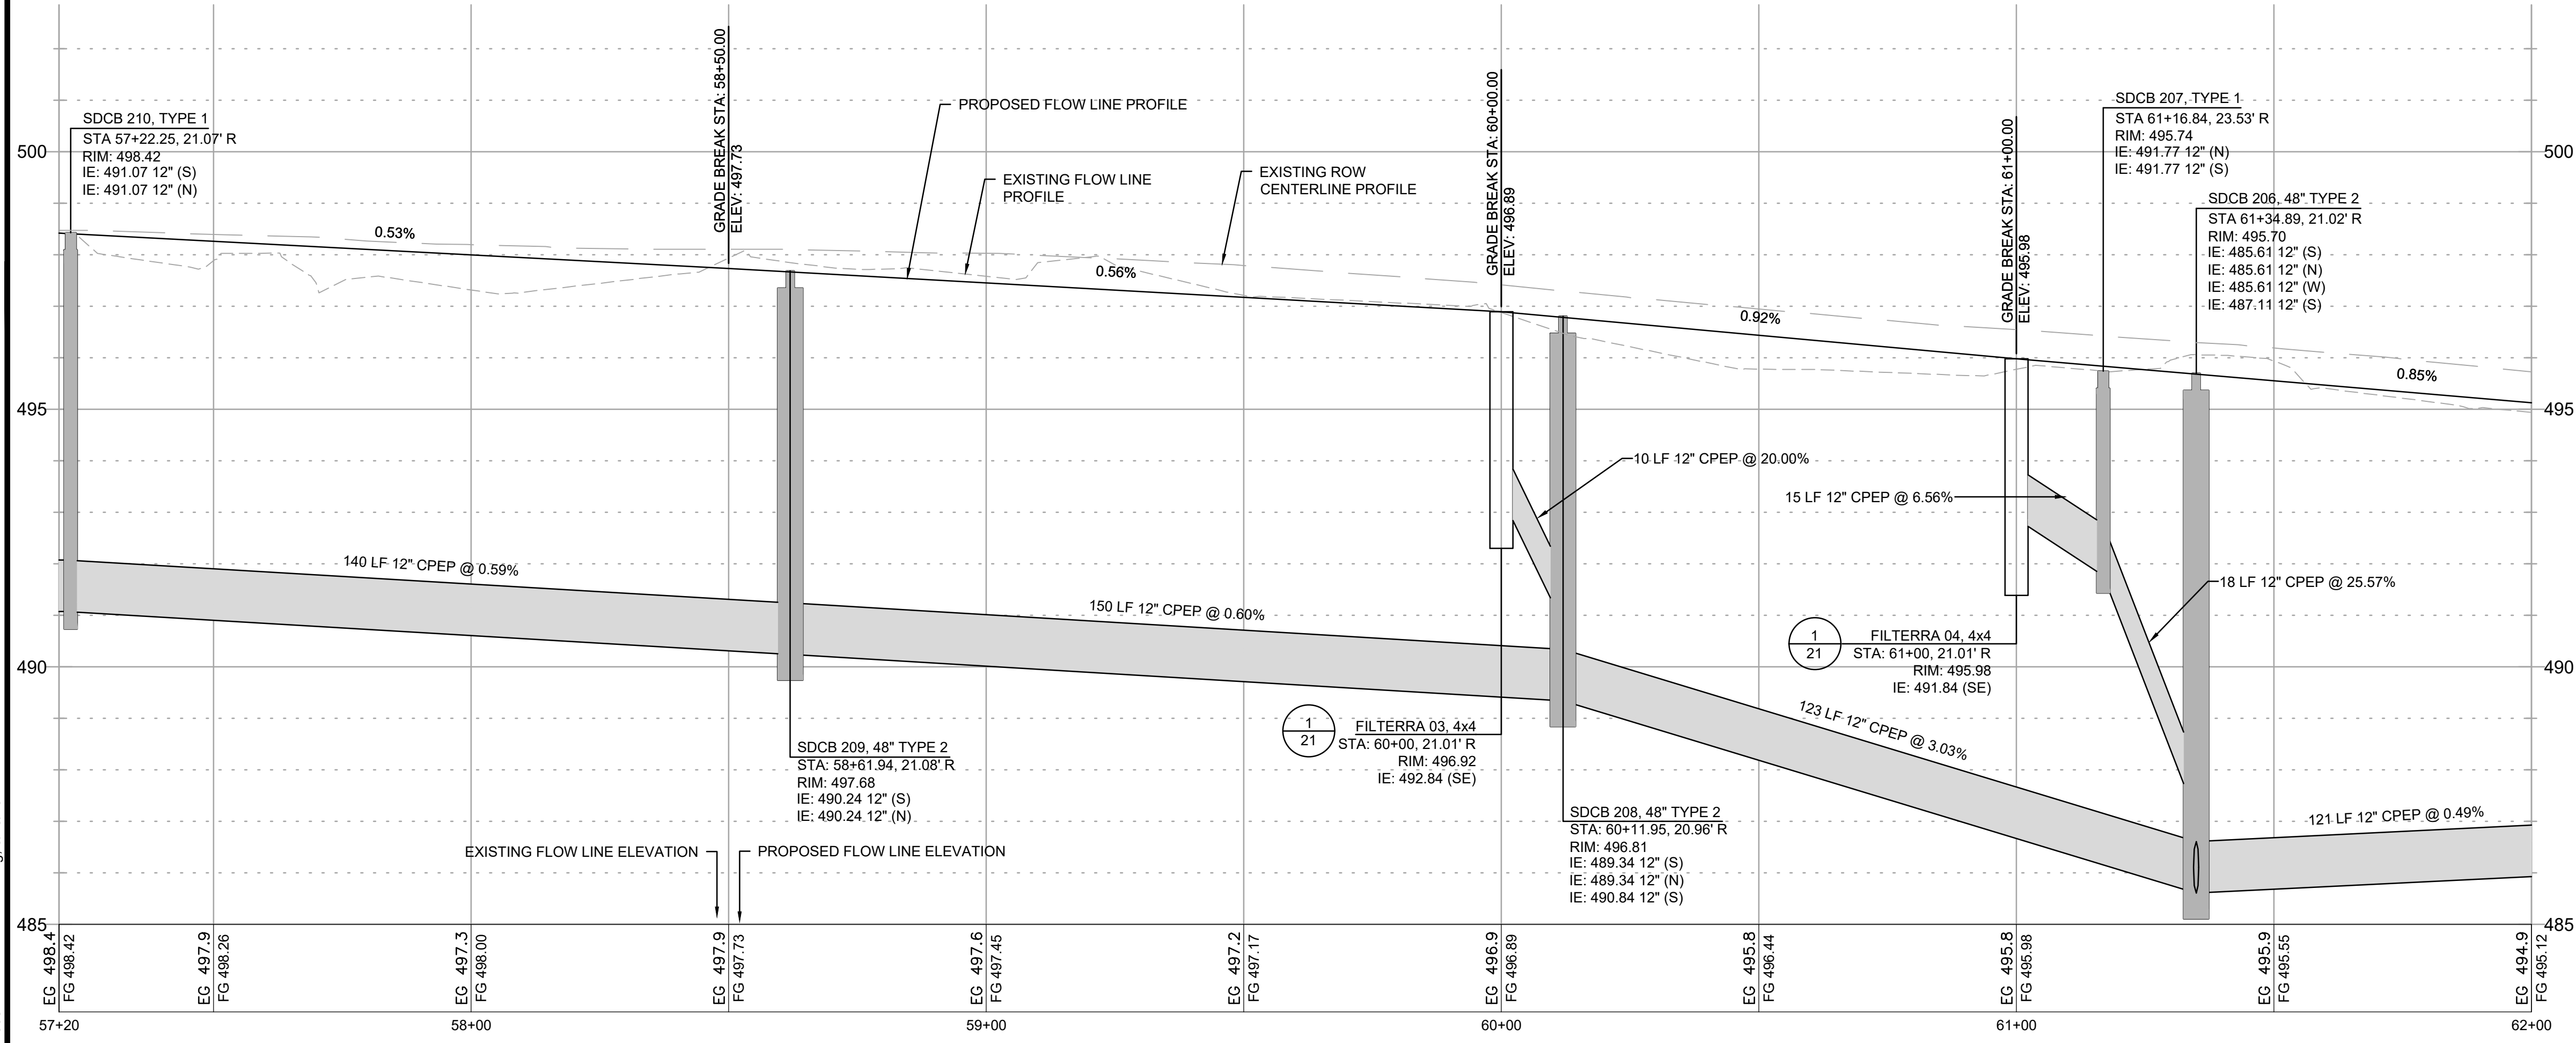 GRADE BREAK STA: 58+50.00
ELEV: 497.73
GRADE BREAK STA: 60+00.00
ELEV: 496.89
GRADE BREAK STA: 61+00.00
ELEV: 495.98
SDCB 210, TYPE 1
STA 57+22.25, 21.07' R
RIM: 498.42
IE: 491.07 12" (S)
IE: 491.07 12" (N)
PROPOSED FLOW LINE PROFILE
EXISTING FLOW LINE
PROFILE
EXISTING ROW
CENTERLINE PROFILE
SDCB 207, TYPE 1
STA 61+16.84, 23.53' R
RIM: 495.74
IE: 491.77 12" (N)
IE: 491.77 12" (S)
SDCB 206, 48" TYPE 2
STA 61+34.89, 21.02' R
RIM: 495.70
IE: 485.61 12" (S)
IE: 485.61 12" (N)
IE: 485.61 12" (W)
IE: 487.11 12" (S)
500
500
0.53%
0.56%
0.92%
0.85%
495
495
10 LF 12" CPEP @ 20.00%
15 LF 12" CPEP @ 6.56%
18 LF 12" CPEP @ 25.57%
140 LF 12" CPEP @ 0.59%
150 LF 12" CPEP @ 0.60%
490
490
1
21
FILTERRA 04, 4x4
STA: 61+00, 21.01' R
RIM: 495.98
IE: 491.84 (SE)
1
21
FILTERRA 03, 4x4
STA: 60+00, 21.01' R
RIM: 496.92
IE: 492.84 (SE)
123 LF 12" CPEP @ 3.03%
SDCB 209, 48" TYPE 2
STA: 58+61.94, 21.08' R
RIM: 497.68
IE: 490.24 12" (S)
IE: 490.24 12" (N)
SDCB 208, 48" TYPE 2
STA: 60+11.95, 20.96' R
RIM: 496.81
IE: 489.34 12" (S)
IE: 489.34 12" (N)
IE: 490.84 12" (S)
121 LF 12" CPEP @ 0.49%
EXISTING FLOW LINE ELEVATION
PROPOSED FLOW LINE ELEVATION
485
485
EG 498.4
FG 498.42
EG 497.9
FG 498.26
EG 497.3
FG 498.00
EG 497.9
FG 497.73
EG 497.6
FG 497.45
EG 497.2
FG 497.17
EG 496.9
FG 496.89
EG 495.8
FG 496.44
EG 495.8
FG 495.98
EG 495.9
FG 495.55
EG 494.9
FG 495.12
57+20
58+00
59+00
60+00
61+00
62+00